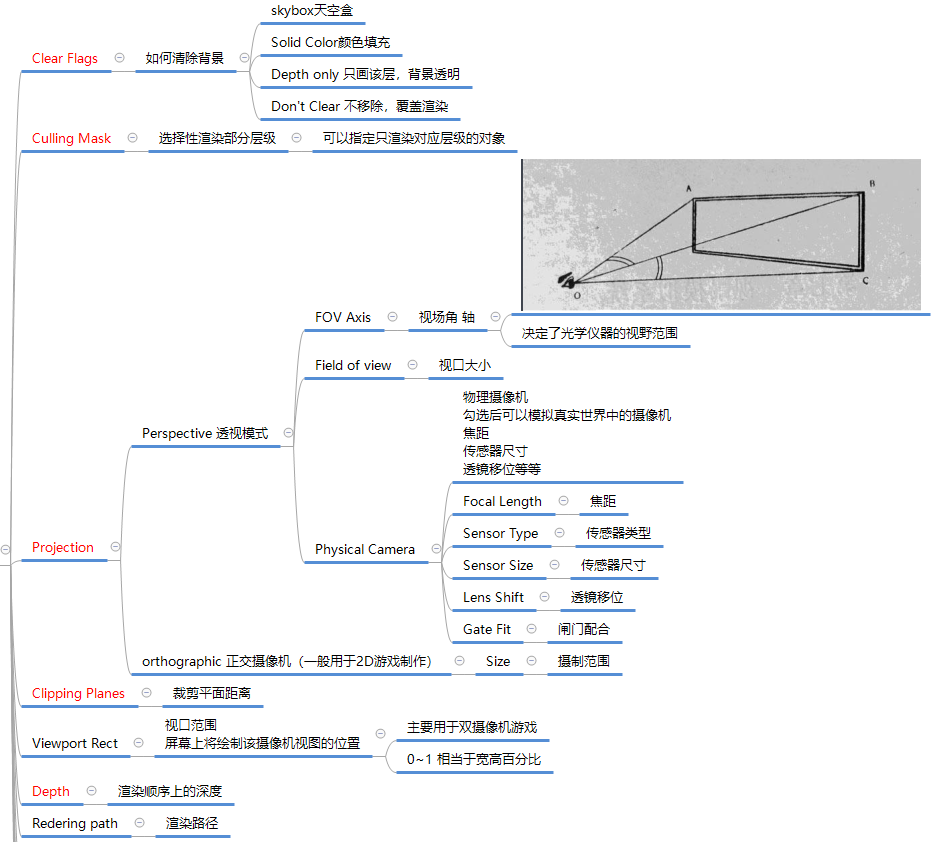 Clear Flags
如何清除背景
skybox天空盒
Solid Color颜色填充
Depth only 只画该层，背景透明
Don't Clear 不移除，覆盖渲染
Culling Mask
选择性渲染部分层级
可以指定只渲染对应层级的对象
Projection
Perspective 透视模式
FOV Axis
视场角 轴
A
B
C
O
决定了光学仪器的视野范围
Field of view
视口大小
Physical Camera
物理摄像机
勾选后可以模拟真实世界中的摄像机
焦距
传感器尺寸
透镜移位等等
Focal Length
焦距
Sensor Type
传感器类型
Sensor Size
传感器尺寸
Lens Shift
透镜移位
Gate Fit
闸门配合
orthographic 正交摄像机（一般用于2D游戏制作）
Size
摄制范围
Clipping Planes
裁剪平面距离
Viewport Rect
视口范围
屏幕上将绘制该摄像机视图的位置
主要用于双摄像机游戏
0~1 相当于宽高百分比
Depth
渲染顺序上的深度
Redering path
渲染路径